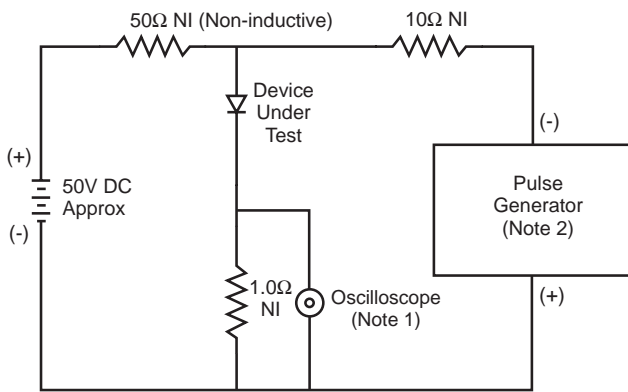 50Ω NI (Non-inductive)
10Ω NI
Device
Under
Test
(-)
(+)
50V DC
Approx
(-)
Pulse
Generator
(Note 2)
1.0Ω
NI
Oscilloscope
(Note 1)
(+)